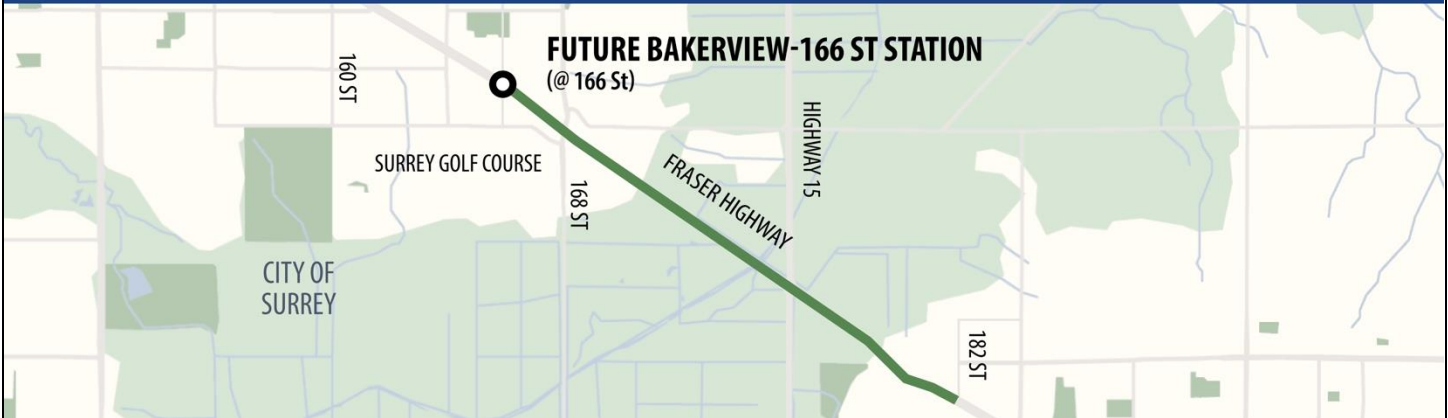 FUTURE BAKERVIEW-166 ST STATION
(@ 166 St)
160 ST
HIGHWAY 15
SURREY GOLF COURSE
FRASER HIGHWAY
168 ST
CITY OF
SURREY
182 ST